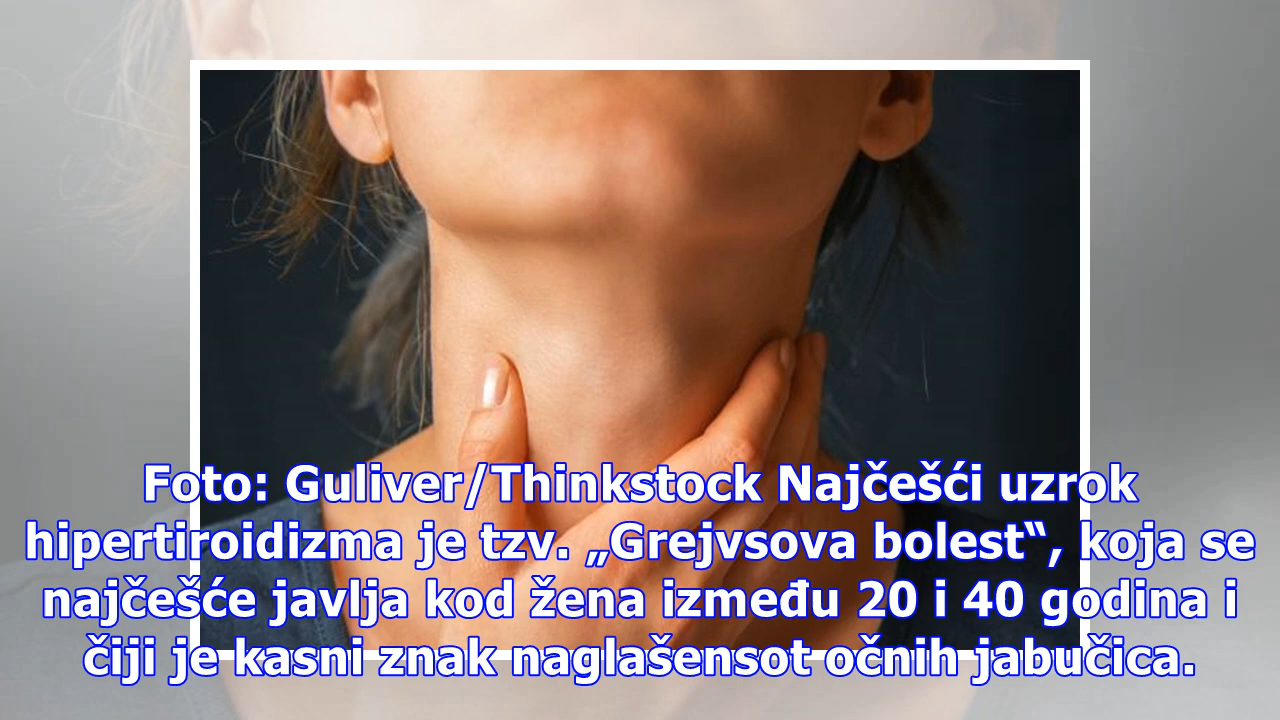 Foto: Guliver/Thinkstock Najčešći uzrok
hipertiroidizma je tzv. „Grejvsova bolest“, koja se
najčešće javlja kod žena između 20 i 40 godina i
čiji je kasni znak naglašensot očnih jabučica.